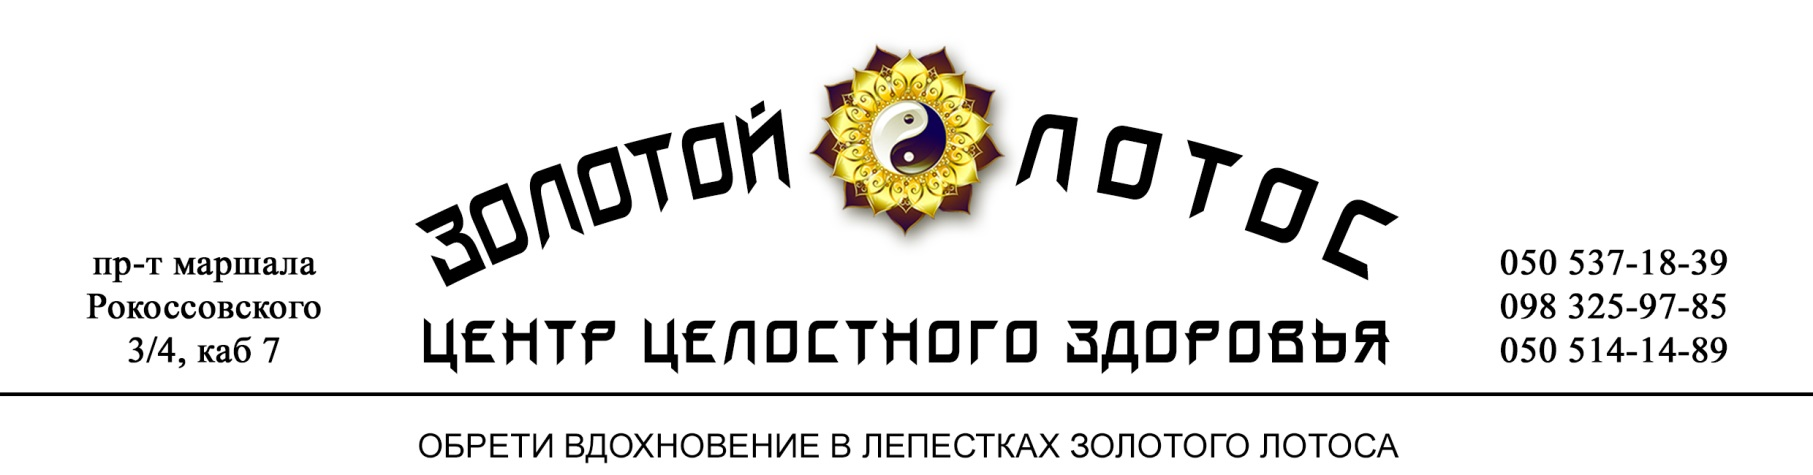 ЗОЛОТОЙ ЛОТОС
пр-т маршала
Рокоссовского
3/4, каб 7
ЦЕНТР ЦЕЛОСТНОГО ЗДОРОВЬЯ
050 537-18-39
098 325-97-85
050 514-14-89
ОБРЕТИ ВДОХНОВЕНИЕ В ЛЕПЕСТКАХ ЗОЛОТОГО ЛОТОСА